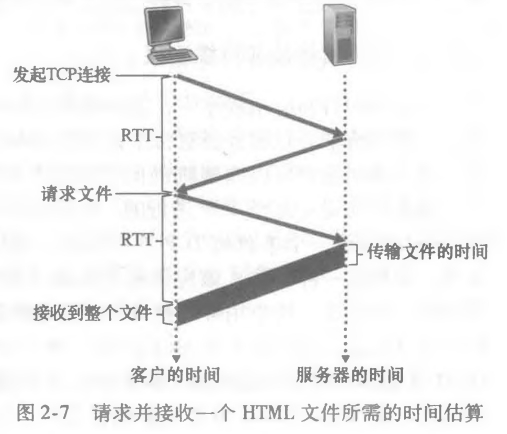 发起TCP连接
RTT
请求文件
RTT
传输文件的时间
接收到整个文件
客户的时间
服务器的时间
图 2-7 请求并接收一个 HTML 文件所需的时间估算